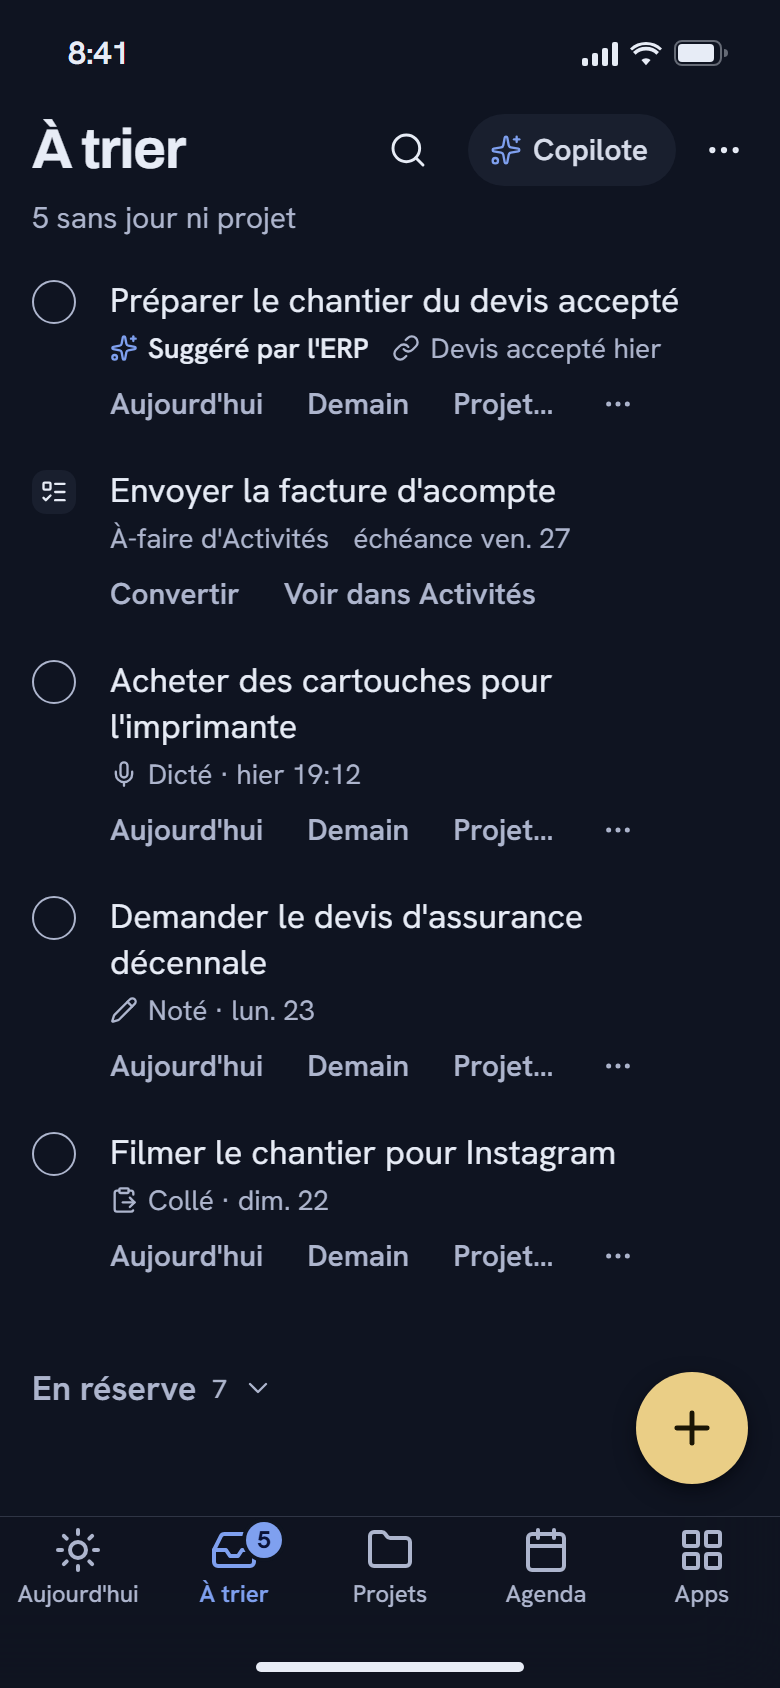 8:41
À trier
Copilote
5 sans jour ni projet
Préparer le chantier du devis accepté
Suggéré par l'ERP Devis accepté hier
Aujourd'hui Demain Projet...
Envoyer la facture d'acompte
À-faire d'Activités échéance ven. 27
Convertir Voir dans Activités
Acheter des cartouches pour
l'imprimante
Dicté · hier 19:12
Aujourd'hui Demain Projet...
Demander le devis d'assurance
décennale
Noté · lun. 23
Aujourd'hui Demain Projet...
Filmer le chantier pour Instagram
Collé · dim. 22
Aujourd'hui Demain Projet...
En réserve 7
5
Aujourd'hui À trier Projets Agenda Apps